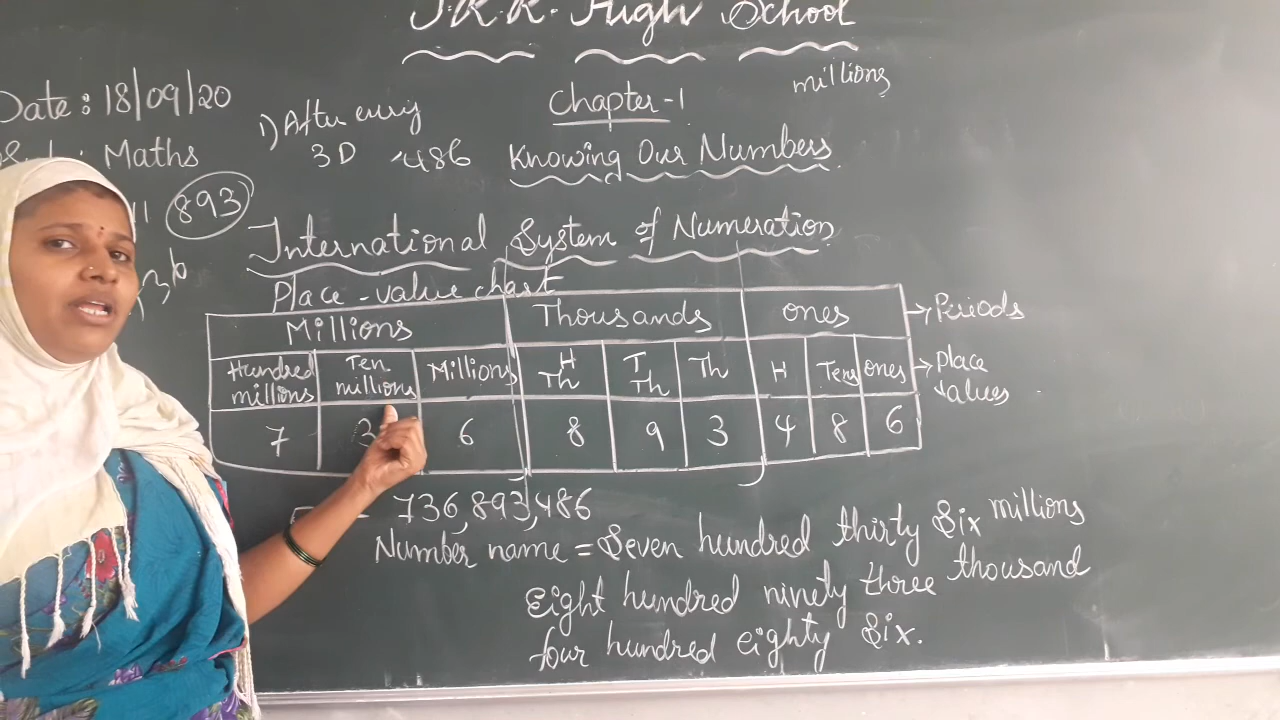 J.R.R. High School
millions
Date : 18/09/20
Chapter-1
1) After every
3D 486
Maths
Knowing Our Numbers
893
International System of Numeration
Place-value chart
Millions Thousands ones → Periods
Hundred millions Ten millions Millions H Th T Th Th H Tens ones → Place values
7 3 6 8 9 3 4 8 6
736,893,486
Number name = Seven hundred thirty Six millions
Eight hundred ninety three thousand
four hundred eighty Six.